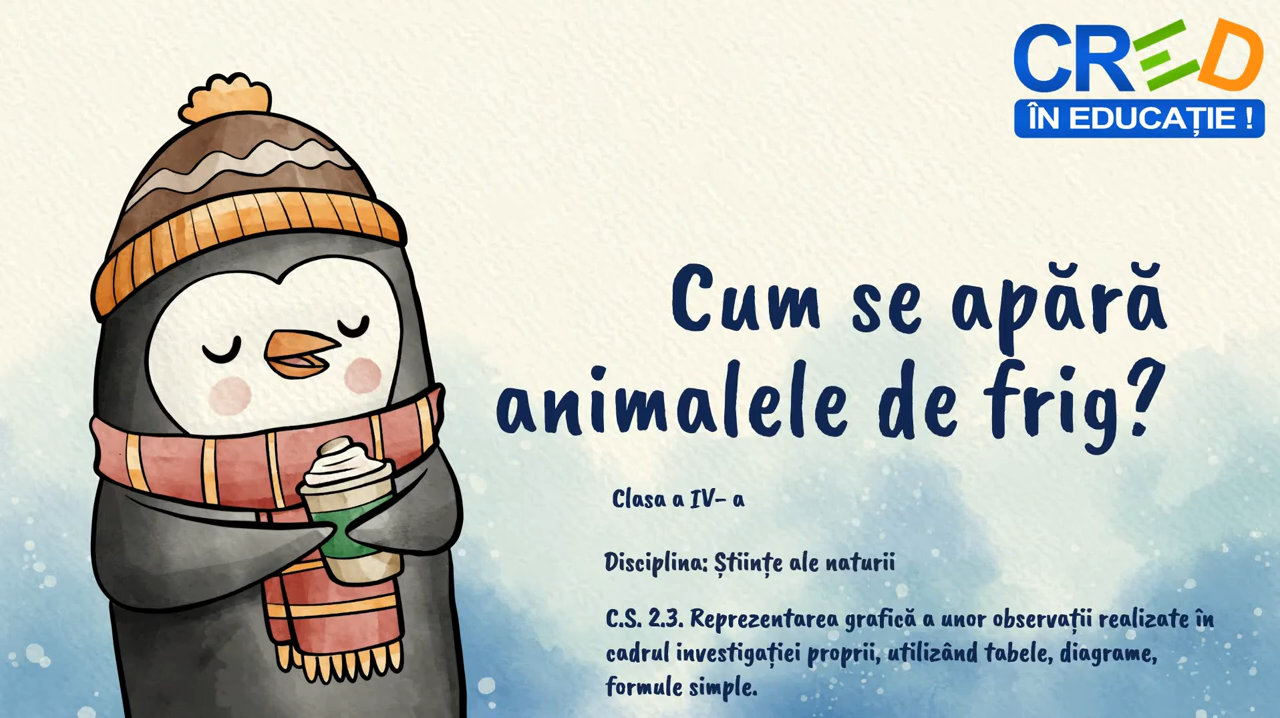 CRED
ÎN EDUCAȚIE !
Cum se apără
animalele de frig?
Clasa a IV- a
Disciplina: Științe ale naturii
C.S. 2.3. Reprezentarea grafică a unor observații realizate în
cadrul investigației proprii, utilizând tabele, diagrame,
formule simple.